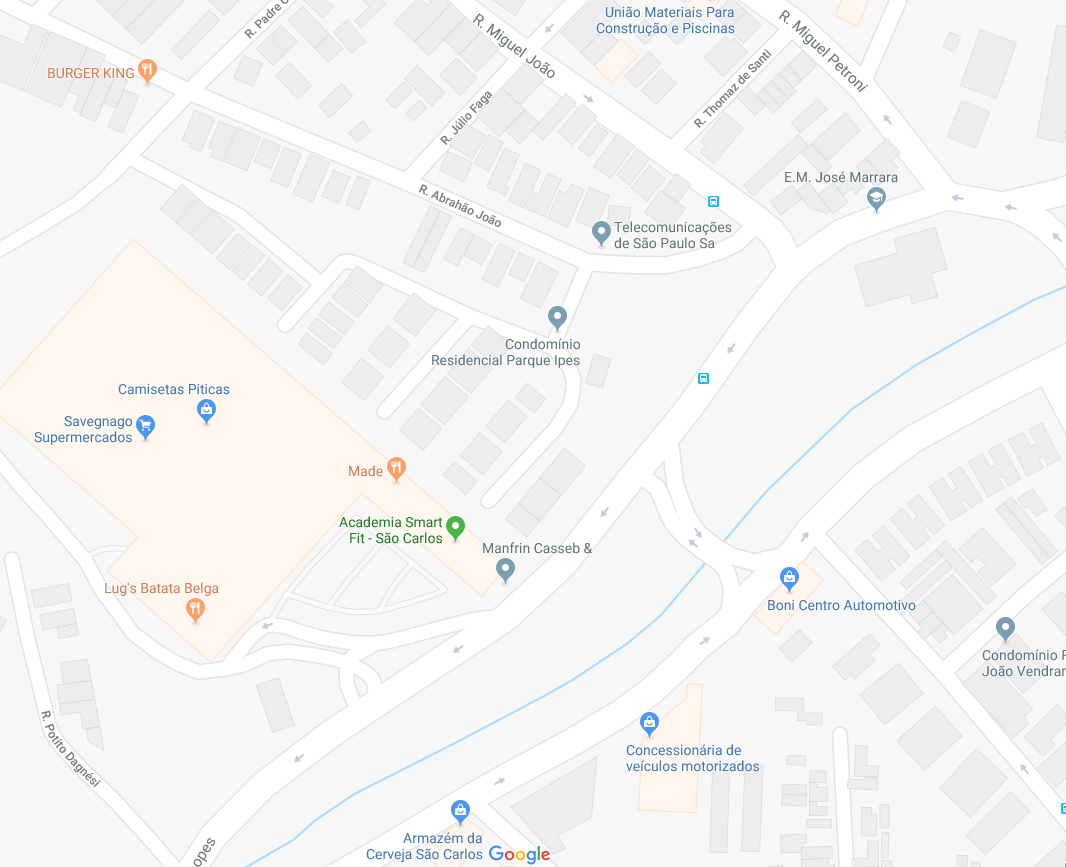 R. Padre C
R. Miguel João
União Materiais Para
Construção e Piscinas
R. Miguel Petroni
BURGER KING
R. Júlio Faga
R. Thomaz de Santi
E.M. José Marrara
R. Abrahão João
Telecomunicações
de São Paulo Sa
Condomínio
Residencial Parque Ipes
Camisetas Piticas
Savegnago
Supermercados
Made
Academia Smart
Fit - São Carlos
Manfrin Casseb &
Lug's Batata Belga
Boni Centro Automotivo
Condomínio R
João Vendrar
R. Potito Dagnési
Concessionária de
veículos motorizados
Armazém da
Cerveja São Carlos
Google
opes